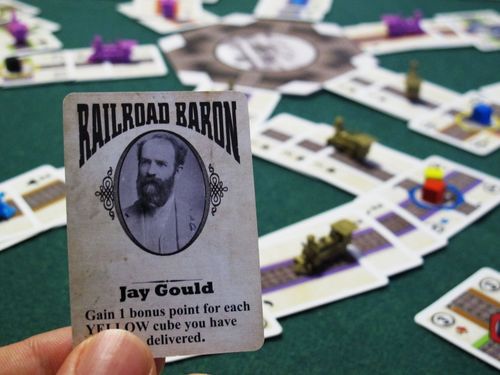 RAILROAD BARON
Jay Gould
Gain 1 bonus point for each
YELLOW cube you have
delivered.